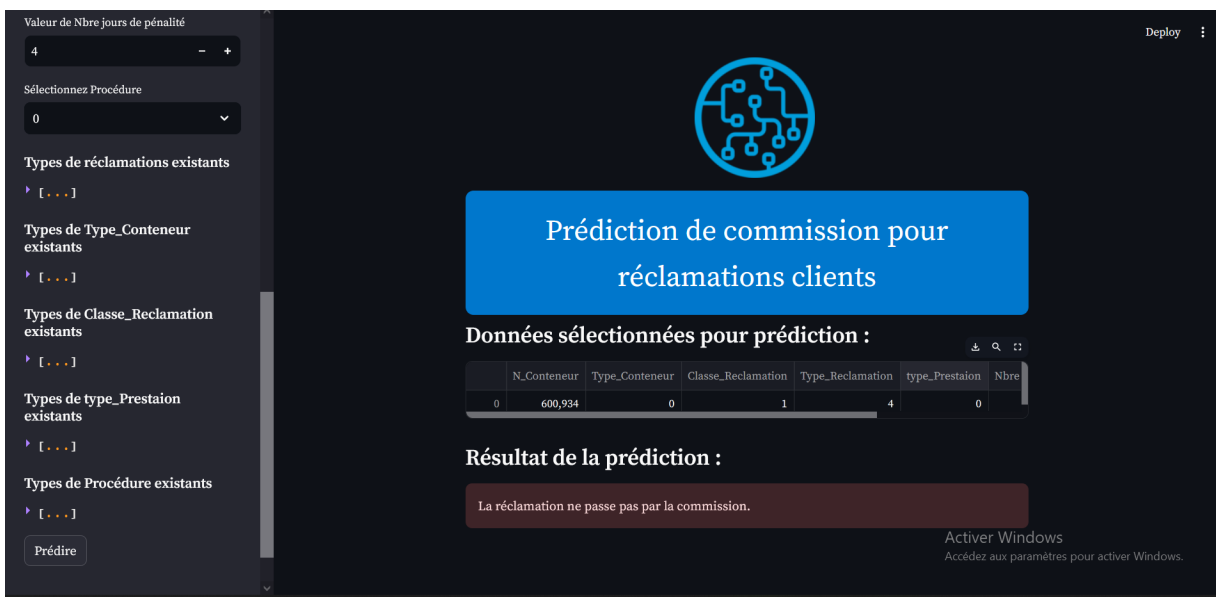 Valeur de Nbre jours de pénalité
4 - +
Sélectionnez Procédure
0
Types de réclamations existants
[...]
Types de Type_Conteneur
existants
[...]
Types de Classe_Reclamation
existants
[...]
Types de type_Prestaion
existants
[...]
Types de Procédure existants
[...]
Prédire
Deploy
Prédiction de commission pour
réclamations clients
Données sélectionnées pour prédiction :
N_Conteneur Type_Conteneur Classe_Reclamation Type_Reclamation type_Prestaion Nbre
0 600,934 0 1 4 0
Résultat de la prédiction :
La réclamation ne passe pas par la commission.
Activer Windows
Accédez aux paramètres pour activer Windows.